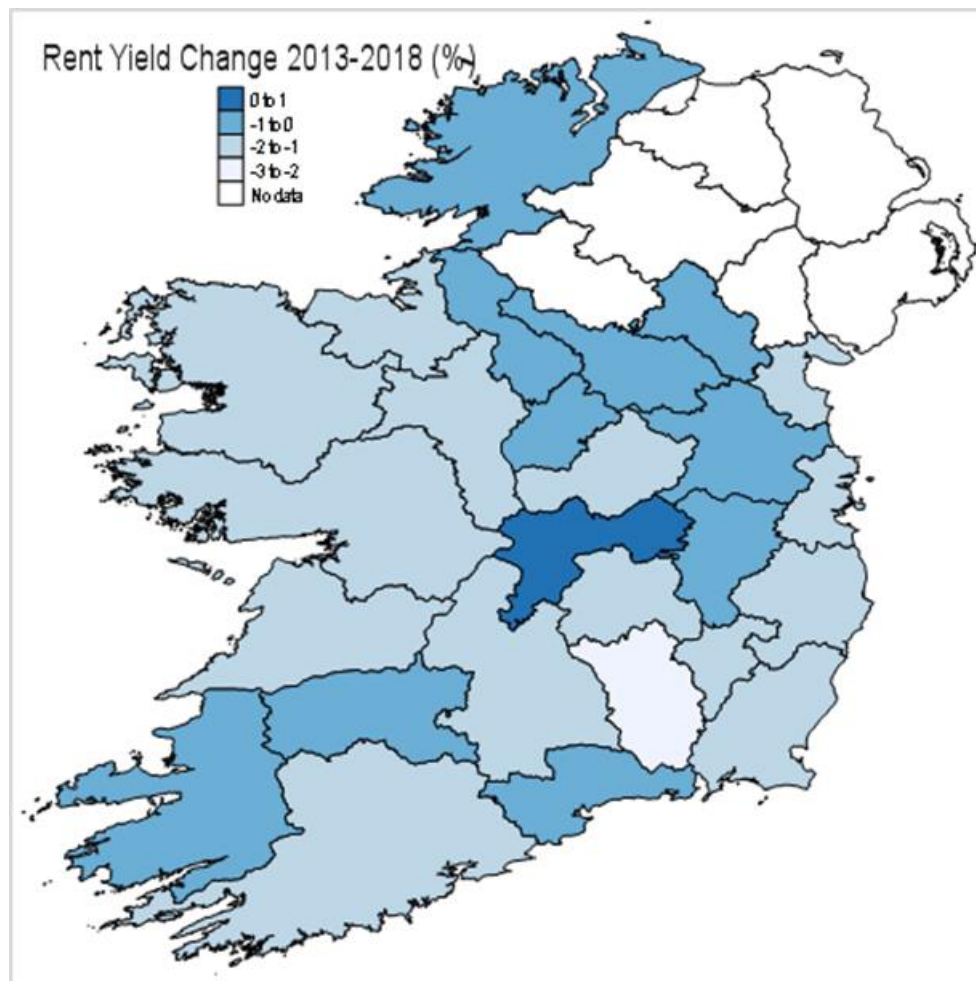 Rent Yield Change 2013-2018 (%)
0 to 1
-1 to 0
-2 to -1
-3 to -2
No data